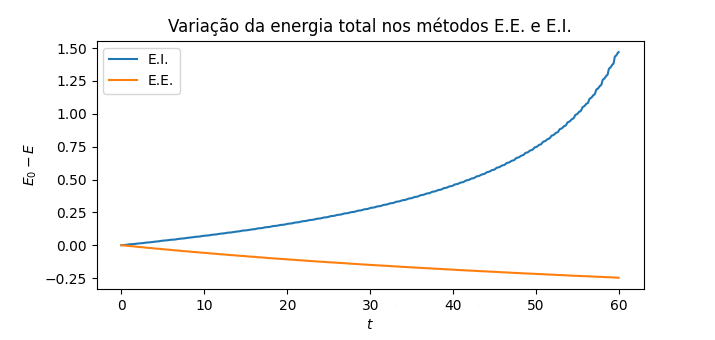 Variação da energia total nos métodos E.E. e E.I.
E.I.
E.E.
1.50
1.25
1.00
0.75
0.50
0.25
0.00
−0.25
E₀ − E
0 10 20 30 40 50 60
t